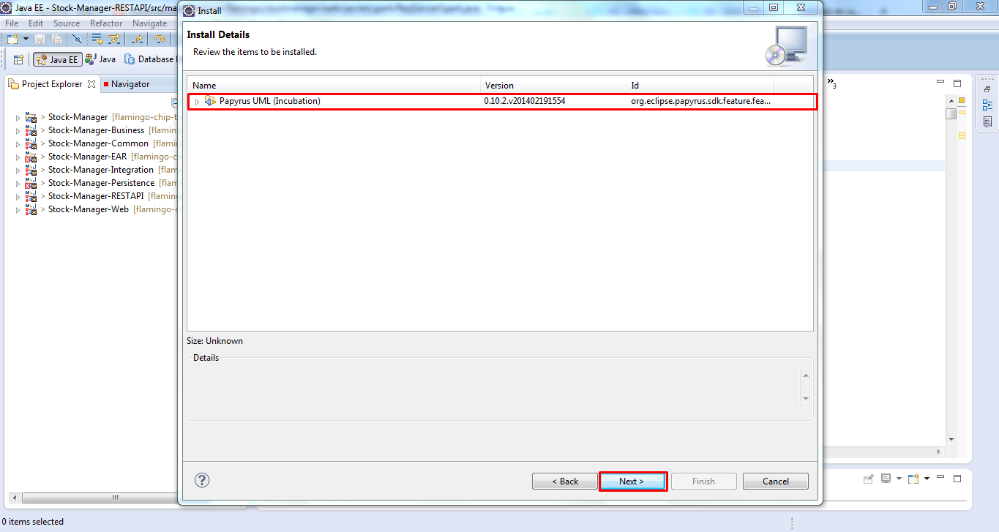 Java EE - Stock-Manager-RESTAPI/src/ma
Install
File Edit Source Refactor Navigate
Java EE Java Database
Project Explorer Navigator
> Stock-Manager [flamingo-chip-t
> Stock-Manager-Business [flamin
> Stock-Manager-Common [flami
> Stock-Manager-EAR [flamingo-c
> Stock-Manager-Integration [flam
> Stock-Manager-Persistence [flam
> Stock-Manager-RESTAPI [flamin
> Stock-Manager-Web [flamingo-c
Install Details
Review the items to be installed.
Name Version Id
Papyrus UML (Incubation) 0.10.2.v201402191554 org.eclipse.papyrus.sdk.feature.fea...
Size: Unknown
Details
< Back Next > Finish Cancel
»3
0 items selected